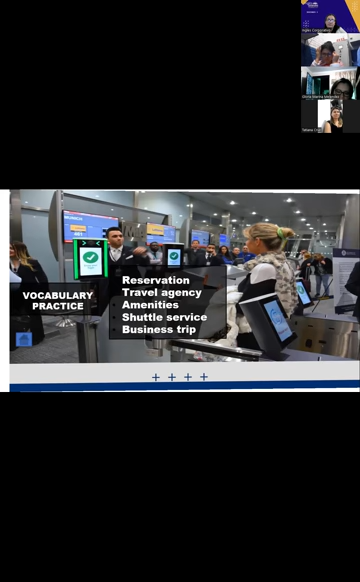 VOCABULARY
PRACTICE
Reservation
Travel agency
Amenities
Shuttle service
Business trip